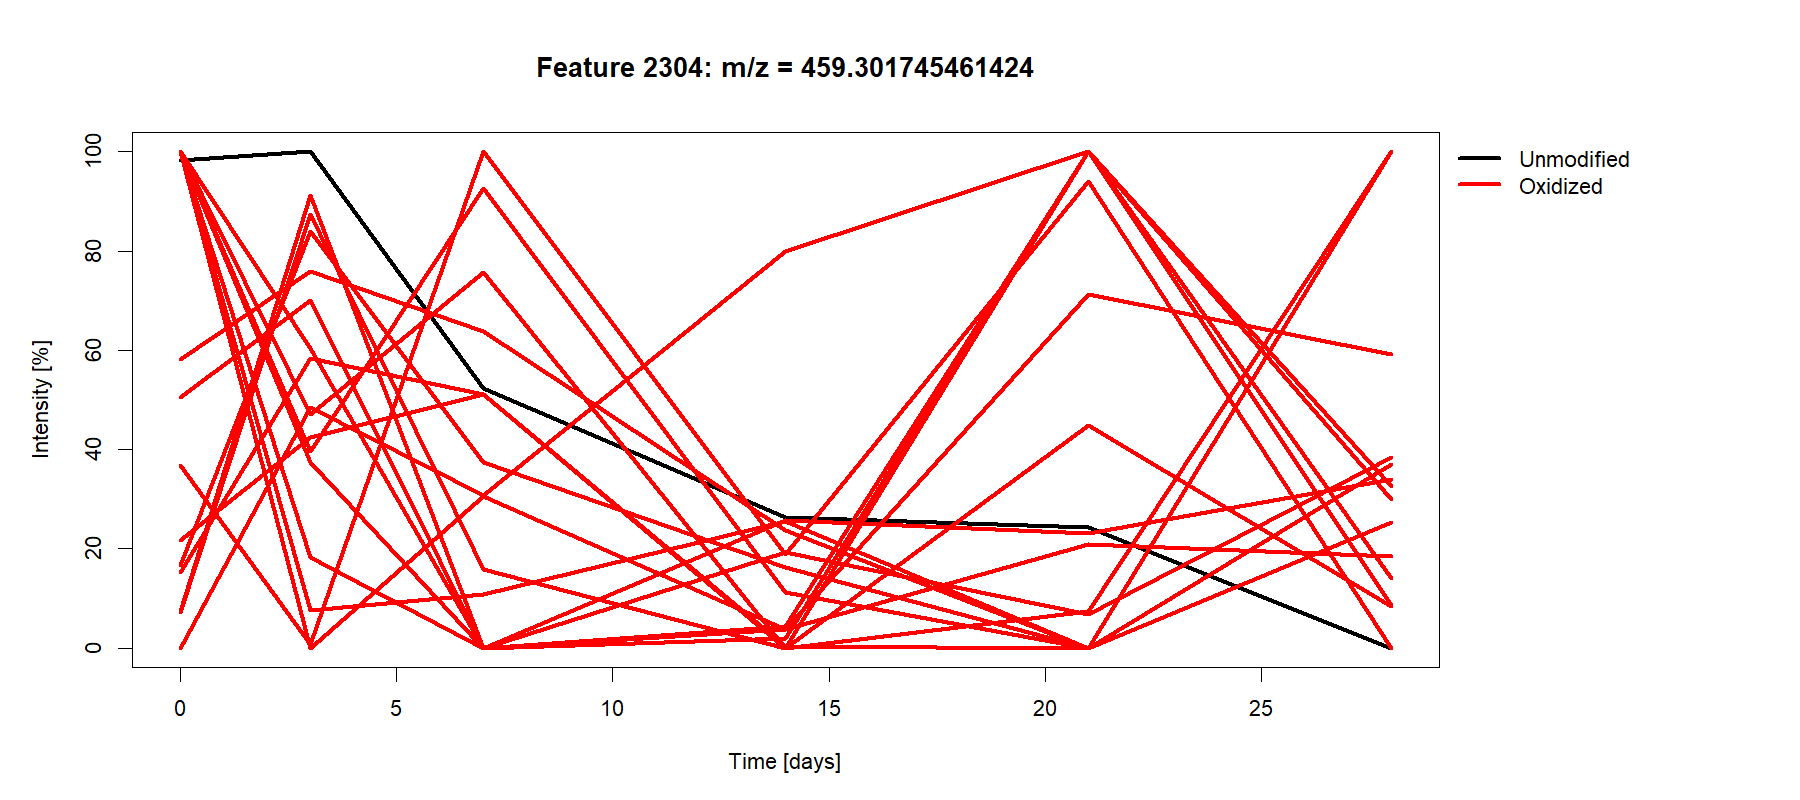 Feature 2304: m/z = 459.301745461424
Unmodified
Oxidized
Intensity [%]
100
80
60
40
20
0
0 5 10 15 20 25
Time [days]